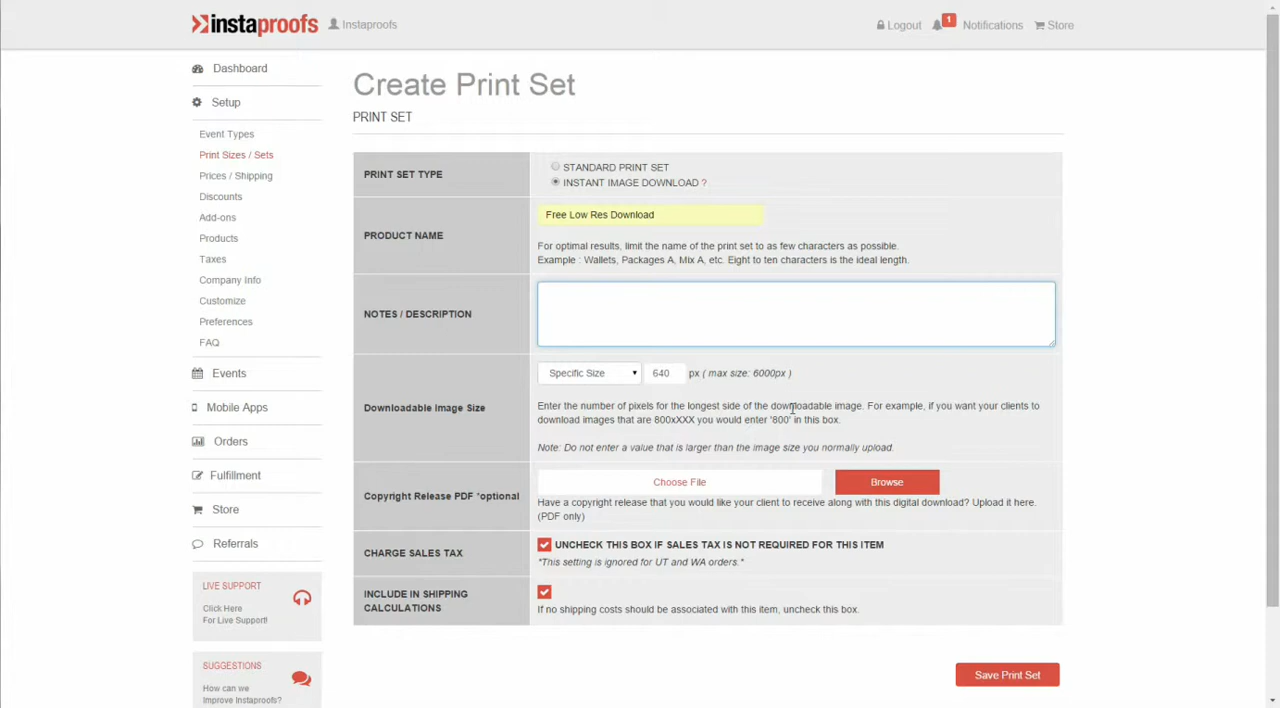 instaproofs
Instaproofs
Logout
1
Notifications
Store
Dashboard
Setup
Event Types
Print Sizes / Sets
Prices / Shipping
Discounts
Add-ons
Products
Taxes
Company Info
Customize
Preferences
FAQ
Events
Mobile Apps
Orders
Fulfillment
Store
Referrals
LIVE SUPPORT
Click Here
For Live Support!
SUGGESTIONS
How can we
Improve Instaproofs?
Create Print Set
PRINT SET
PRINT SET TYPE
STANDARD PRINT SET
INSTANT IMAGE DOWNLOAD ?
PRODUCT NAME
Free Low Res Download
For optimal results, limit the name of the print set to as few characters as possible.
Example : Wallets, Packages A, Mix A, etc. Eight to ten characters is the ideal length.
NOTES / DESCRIPTION
Downloadable Image Size
Specific Size
640
px ( max size: 6000px )
Enter the number of pixels for the longest side of the downloadable image. For example, if you want your clients to
download images that are 800xXXX you would enter '800' in this box.
Note: Do not enter a value that is larger than the image size you normally upload.
Copyright Release PDF *optional
Choose File
Browse
Have a copyright release that you would like your client to receive along with this digital download? Upload it here.
(PDF only)
CHARGE SALES TAX
UNCHECK THIS BOX IF SALES TAX IS NOT REQUIRED FOR THIS ITEM
*This setting is ignored for UT and WA orders.*
INCLUDE IN SHIPPING
CALCULATIONS
If no shipping costs should be associated with this item, uncheck this box.
Save Print Set